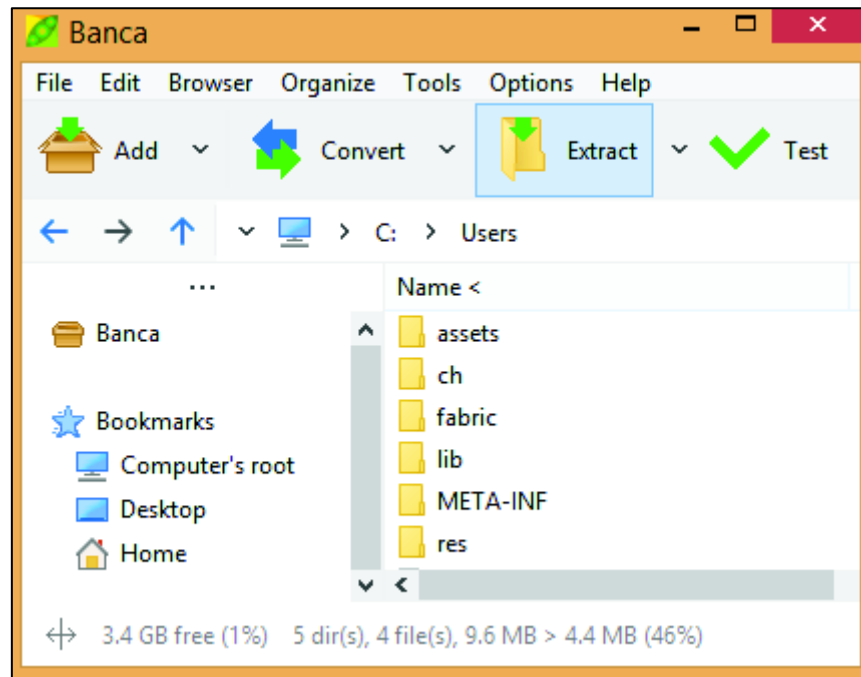 Banca
File Edit Browser Organize Tools Options Help
Add Convert Extract Test
C: Users
...
Name <
Banca
assets
ch
Bookmarks
fabric
Computer's root
lib
Desktop
META-INF
Home
res
3.4 GB free (1%) 5 dir(s), 4 file(s), 9.6 MB > 4.4 MB (46%)